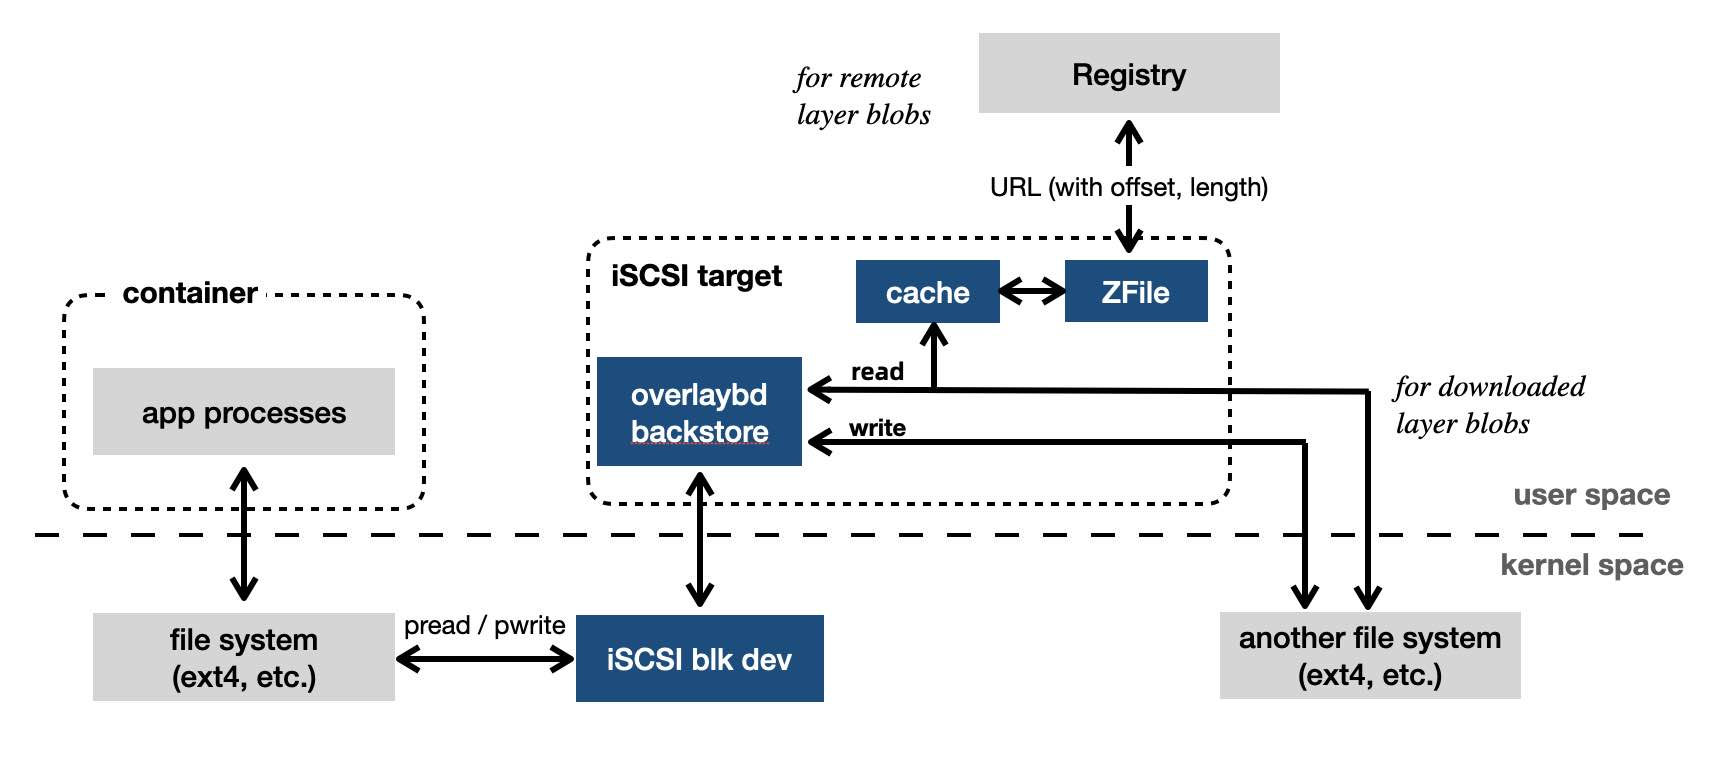 for remote
layer blobs
Registry
URL (with offset, length)
iSCSI target
cache
ZFile
container
app processes
overlaybd
backstore
read
write
for downloaded
layer blobs
user space
kernel space
file system
(ext4, etc.)
pread / pwrite
iSCSI blk dev
another file system
(ext4, etc.)